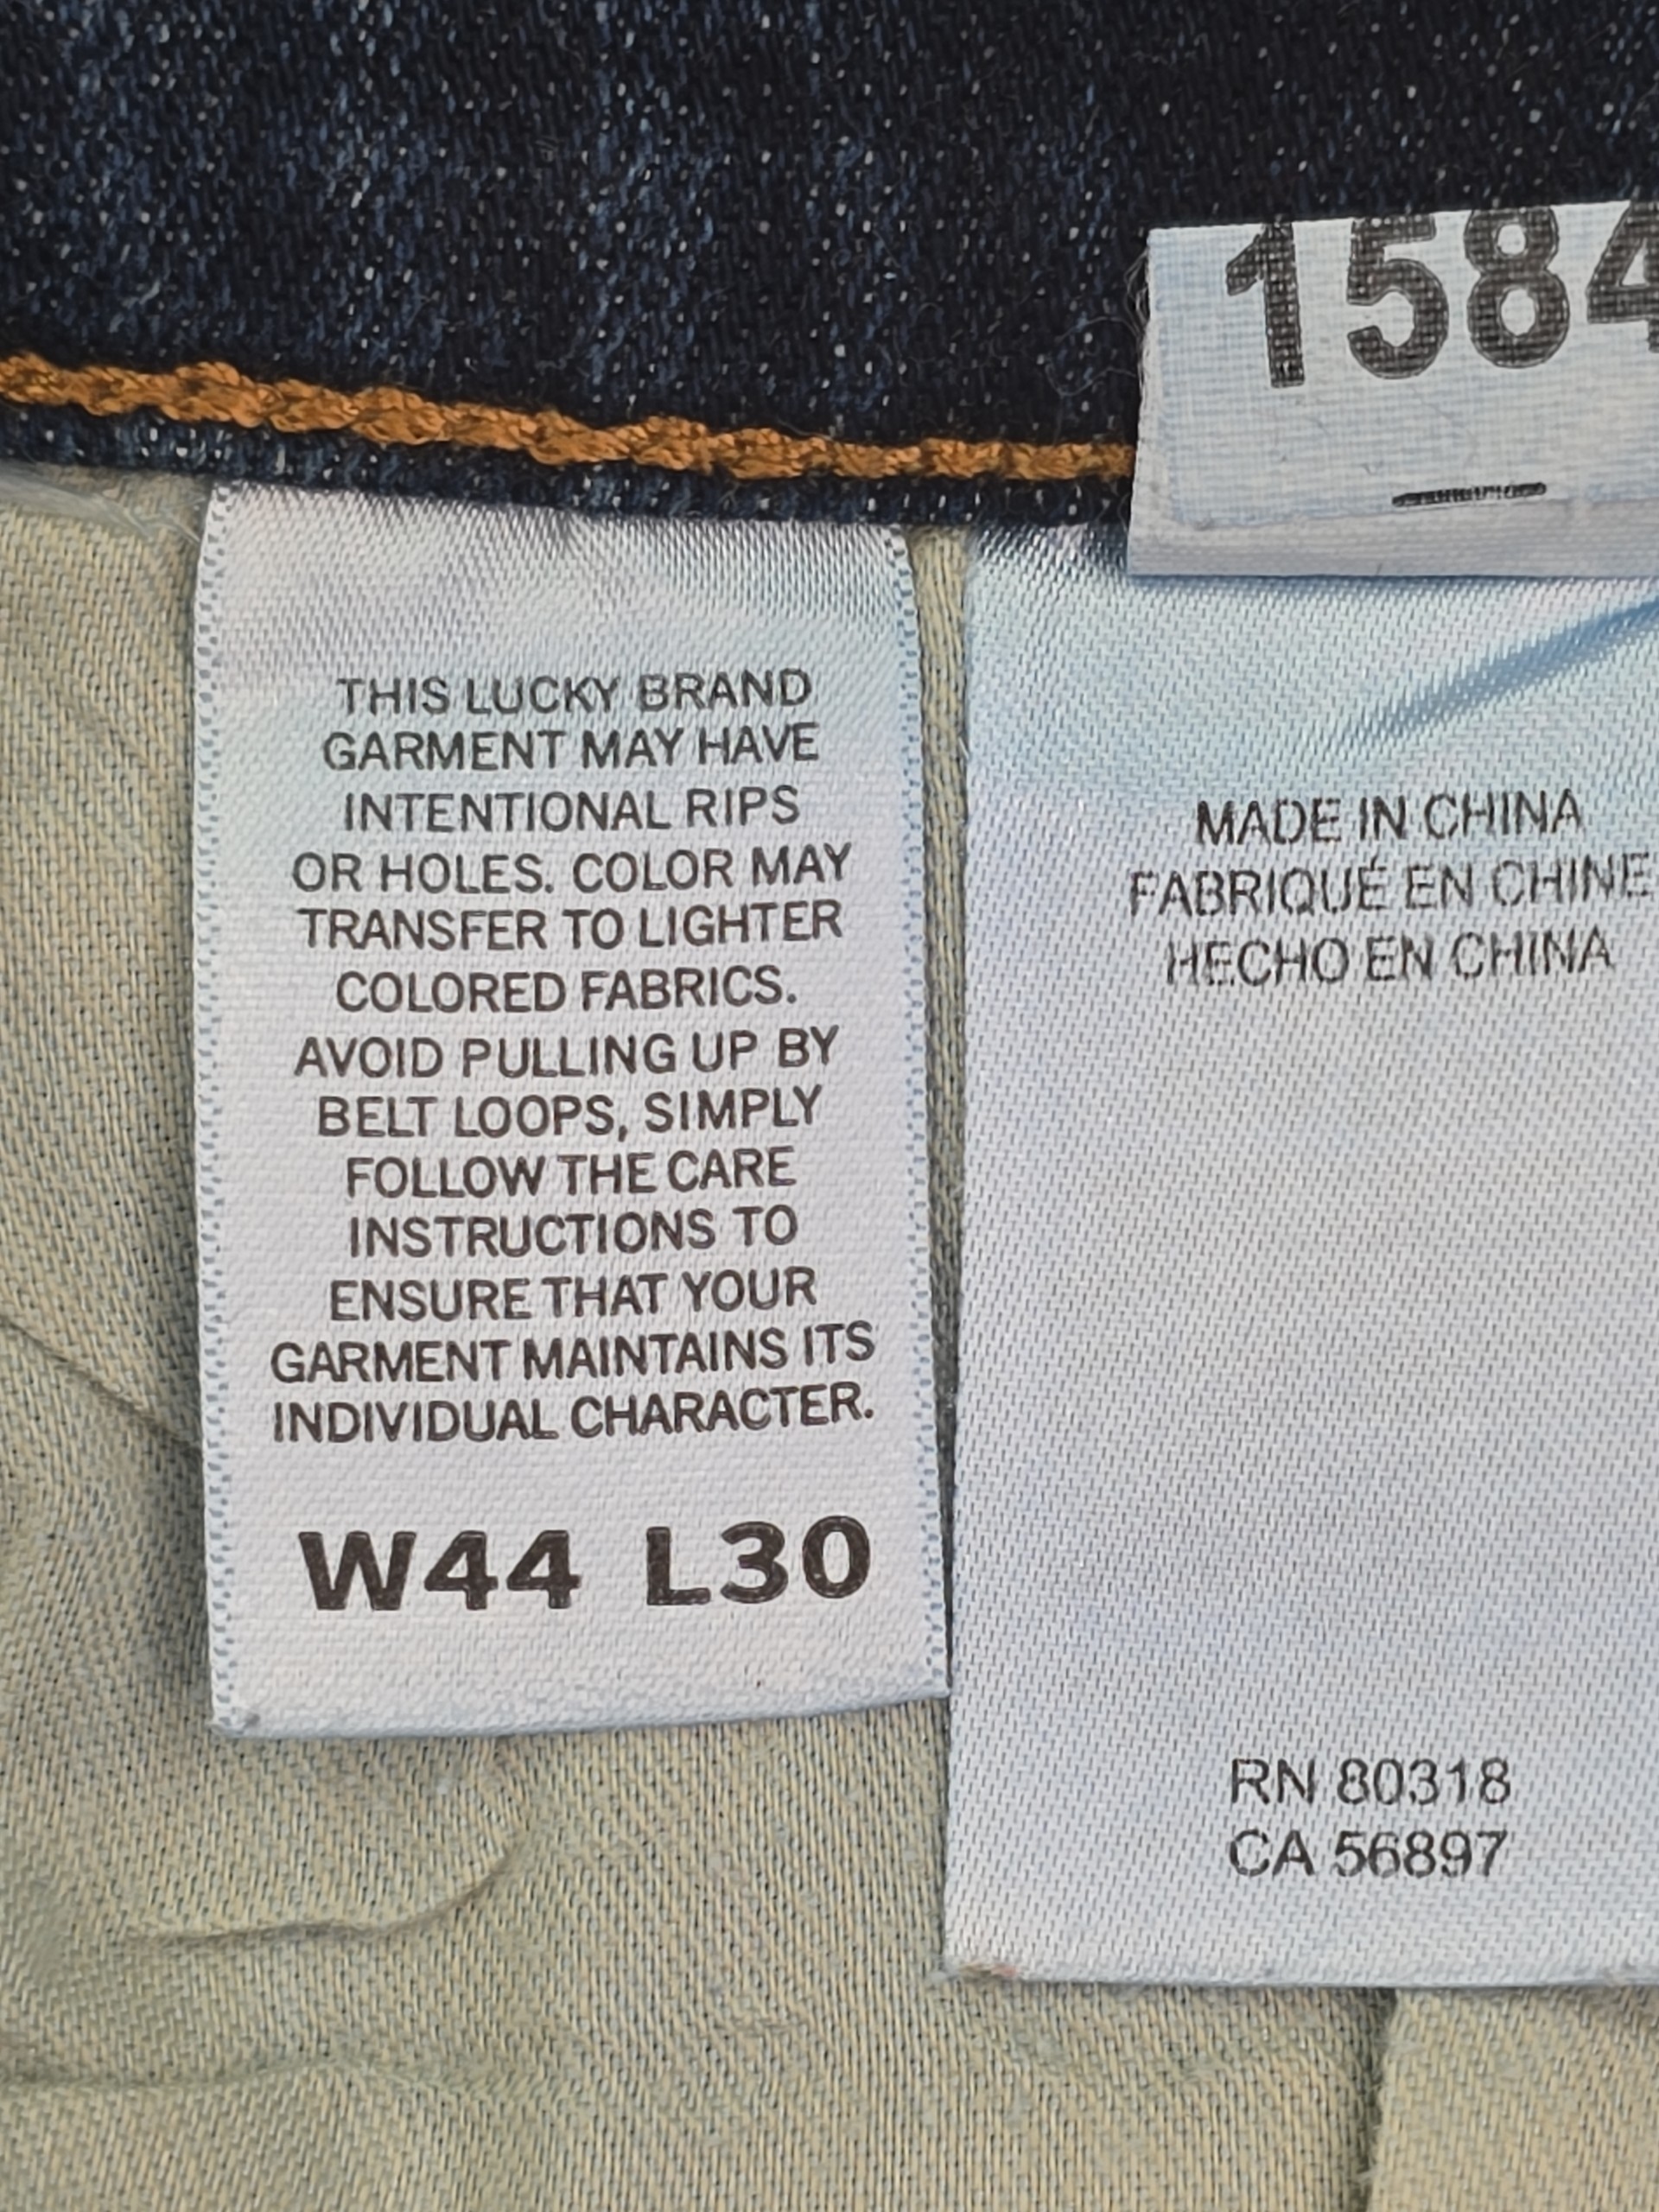 1584
THIS LUCKY BRAND
GARMENT MAY HAVE
INTENTIONAL RIPS
OR HOLES. COLOR MAY
TRANSFER TO LIGHTER
COLORED FABRICS.
AVOID PULLING UP BY
BELT LOOPS, SIMPLY
FOLLOW THE CARE
INSTRUCTIONS TO
ENSURE THAT YOUR
GARMENT MAINTAINS ITS
INDIVIDUAL CHARACTER.
W44 L30
MADE IN CHINA
FABRIQUÉ EN CHINE
HECHO EN CHINA
RN 80318
CA 56897